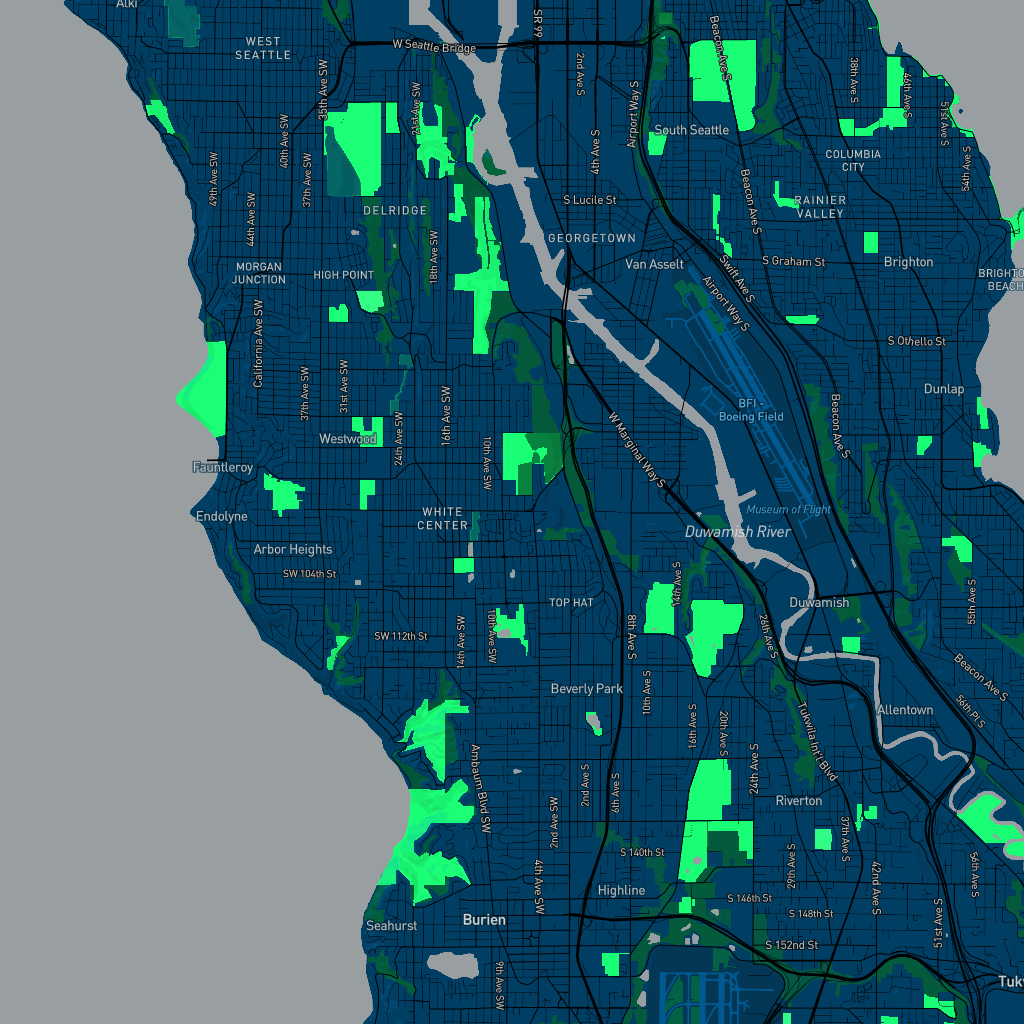 Alki
WEST
SEATTLE
W Seattle Bridge
SR 99
2nd Ave S
Beacon Ave S
38th Ave S
46th Ave S
51st Ave S
54th Ave S
35th Ave SW
21st Ave SW
40th Ave SW
37th Ave SW
49th Ave SW
44th Ave SW
4th Ave S
Airport Way S
South Seattle
COLUMBIA
CITY
Beacon Ave S
RAINIER
VALLEY
DELRIDGE
S Lucile St
GEORGETOWN
Van Asselt
S Graham St
Brighton
BRIGHTO
BEACH
Swift Ave S
Airport Way S
MORGAN
JUNCTION
HIGH POINT
18th Ave SW
California Ave SW
S Othello St
Dunlap
37th Ave SW
31st Ave SW
16th Ave SW
24th Ave SW
10th Ave SW
BFI -
Boeing Field
Beacon Ave S
W Marginal Way S
Westwood
Fauntleroy
Endolyne
WHITE
CENTER
Museum of Flight
Duwamish River
Arbor Heights
SW 104th St
14th Ave S
TOP HAT
Duwamish
55th Ave S
SW 112th St
14th Ave SW
10th Ave SW
8th Ave S
26th Ave S
Beacon Ave S
56th Pl S
Beverly Park
10th Ave S
16th Ave S
20th Ave S
24th Ave S
Tukwila Int'l Blvd
Allentown
Ambaum Blvd SW
2nd Ave S
6th Ave S
2nd Ave SW
Riverton
37th Ave S
S 140th St
29th Ave S
42nd Ave S
56th Ave S
4th Ave SW
Highline
S 146th St
S 148th St
51st Ave S
Seahurst
Burien
S 152nd St
9th Ave SW
Tukv